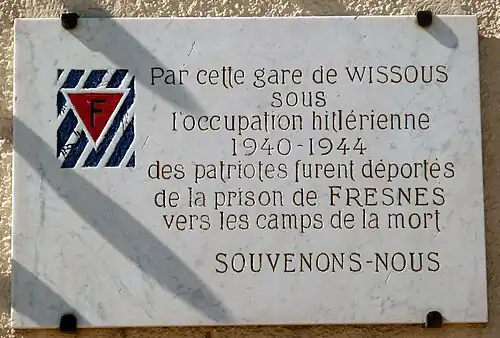 F
Par cette gare de WISSOUS
sous
l'occupation hitlérienne
1940-1944
des patriotes furent déportés
de la prison de FRESNES
vers les camps de la mort
SOUVENONS-NOUS